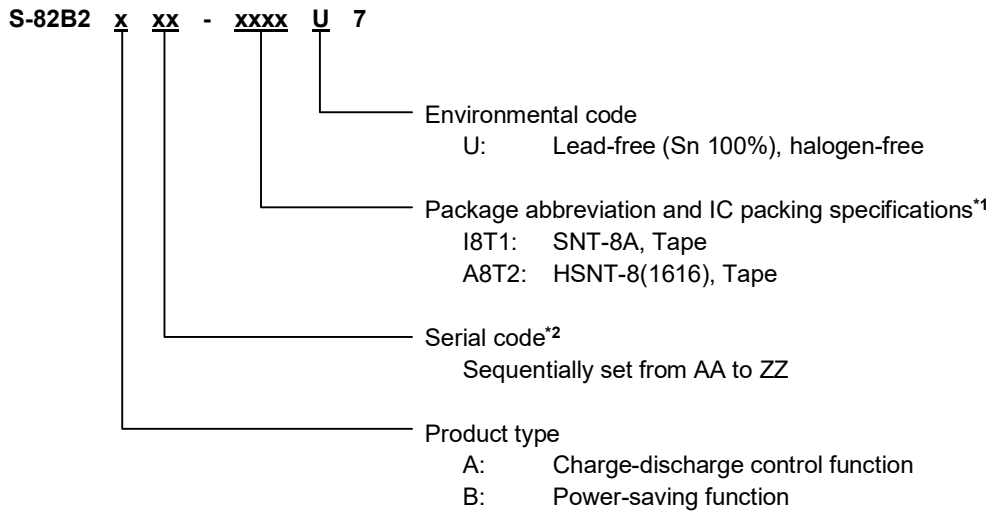 S-82B2 x xx - xxxx U 7
Environmental code
U: Lead-free (Sn 100%), halogen-free
Package abbreviation and IC packing specifications*1
I8T1: SNT-8A, Tape
A8T2: HSNT-8(1616), Tape
Serial code*2
Sequentially set from AA to ZZ
Product type
A: Charge-discharge control function
B: Power-saving function